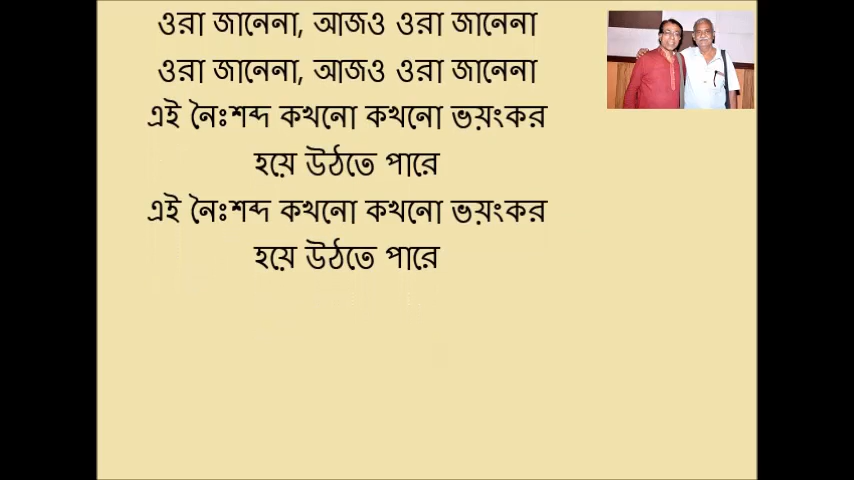 ওরা জানেনা, আজও ওরা জানেনা
ওরা জানেনা, আজও ওরা জানেনা
এই নৈঃশব্দ কখনো কখনো ভয়ংকর
হয়ে উঠতে পারে
এই নৈঃশব্দ কখনো কখনো ভয়ংকর
হয়ে উঠতে পারে